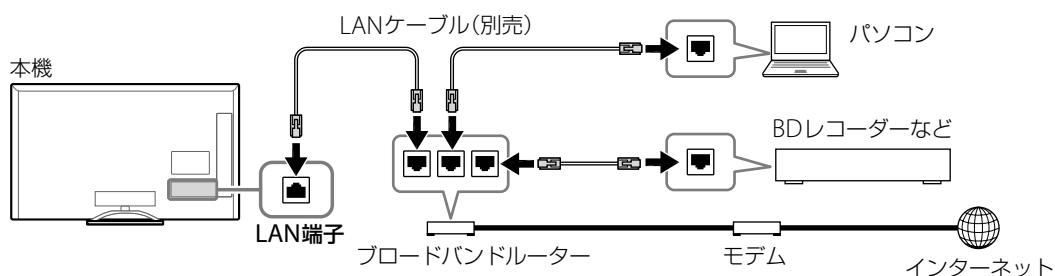 LANケーブル(別売)
パソコン
本機
BDレコーダーなど
LAN端子
ブロードバンドルーター
モデム
インターネット